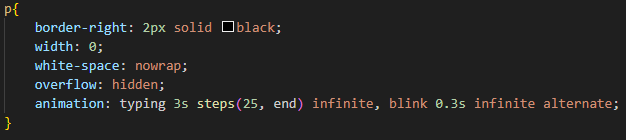 p{
border-right: 2px solid black;
width: 0;
white-space: nowrap;
overflow: hidden;
animation: typing 3s steps(25, end) infinite, blink 0.3s infinite alternate;
}